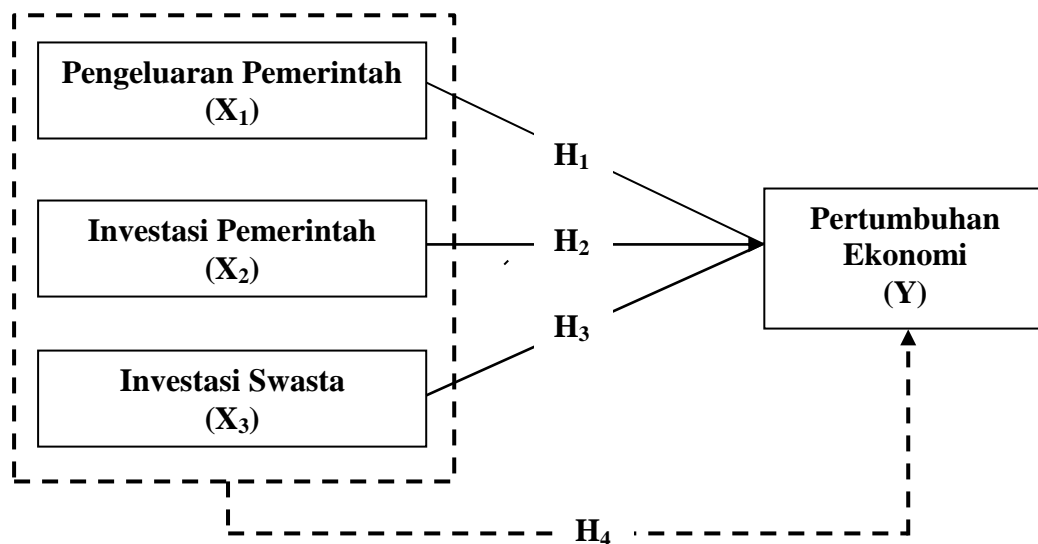 Pengeluaran Pemerintah
(X₁)
H₁
Investasi Pemerintah
(X₂)
H₂
Pertumbuhan
Ekonomi
(Y)
H₃
Investasi Swasta
(X₃)
H₄